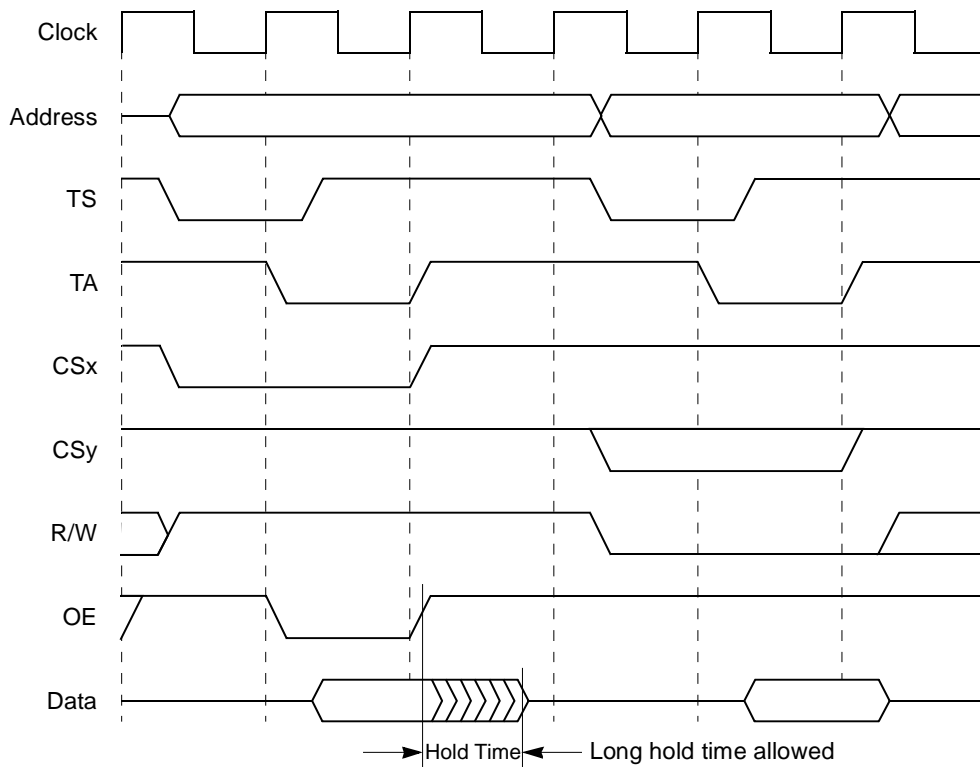 Clock
Address
TS
TA
CSx
CSy
R/W
OE
Data
Hold Time
Long hold time allowed